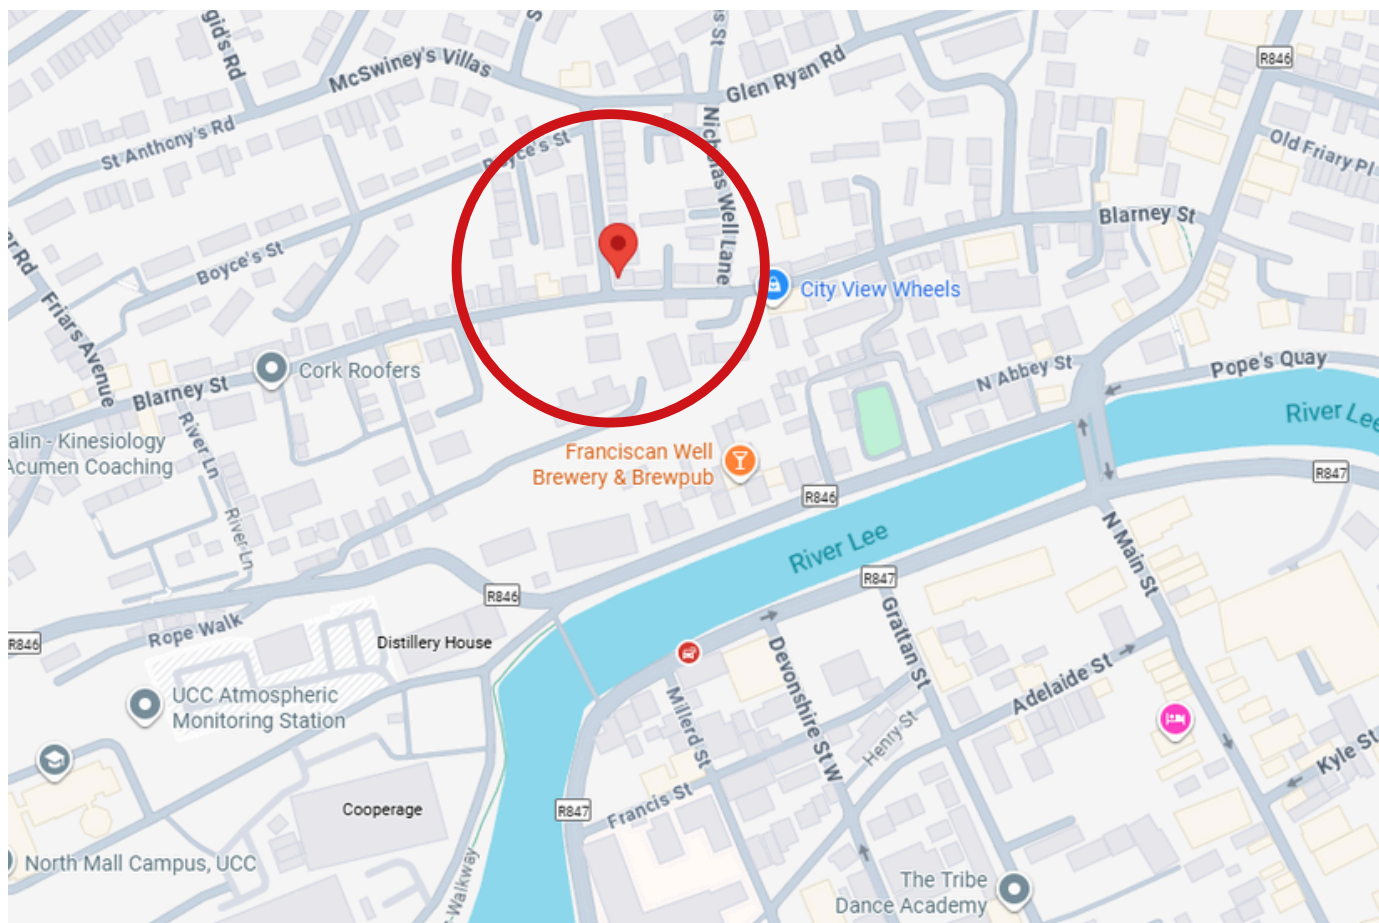 gid's Rd
McSwiney's Villas
s St
Glen Ryan Rd
R846
St Anthony's Rd
Boyce's St
Nicholas Well Lane
Old Friary Pl
Blarney St
Boyce's St
er Rd
Friars Avenue
City View Wheels
Cork Roofers
Blarney St
N Abbey St
Pope's Quay
River Lee
River Ln
alin - Kinesiology
Acumen Coaching
Franciscan Well
Brewery & Brewpub
R846
R847
River Ln
River Lee
N Main St
R847
R846
Grattan St
R846
Rope Walk
Distillery House
Devonshire St W
Adelaide St
UCC Atmospheric
Monitoring Station
Millerd St
Henry St
Kyle St
Cooperage
R847
Francis St
North Mall Campus, UCC
Walkway
The Tribe
Dance Academy